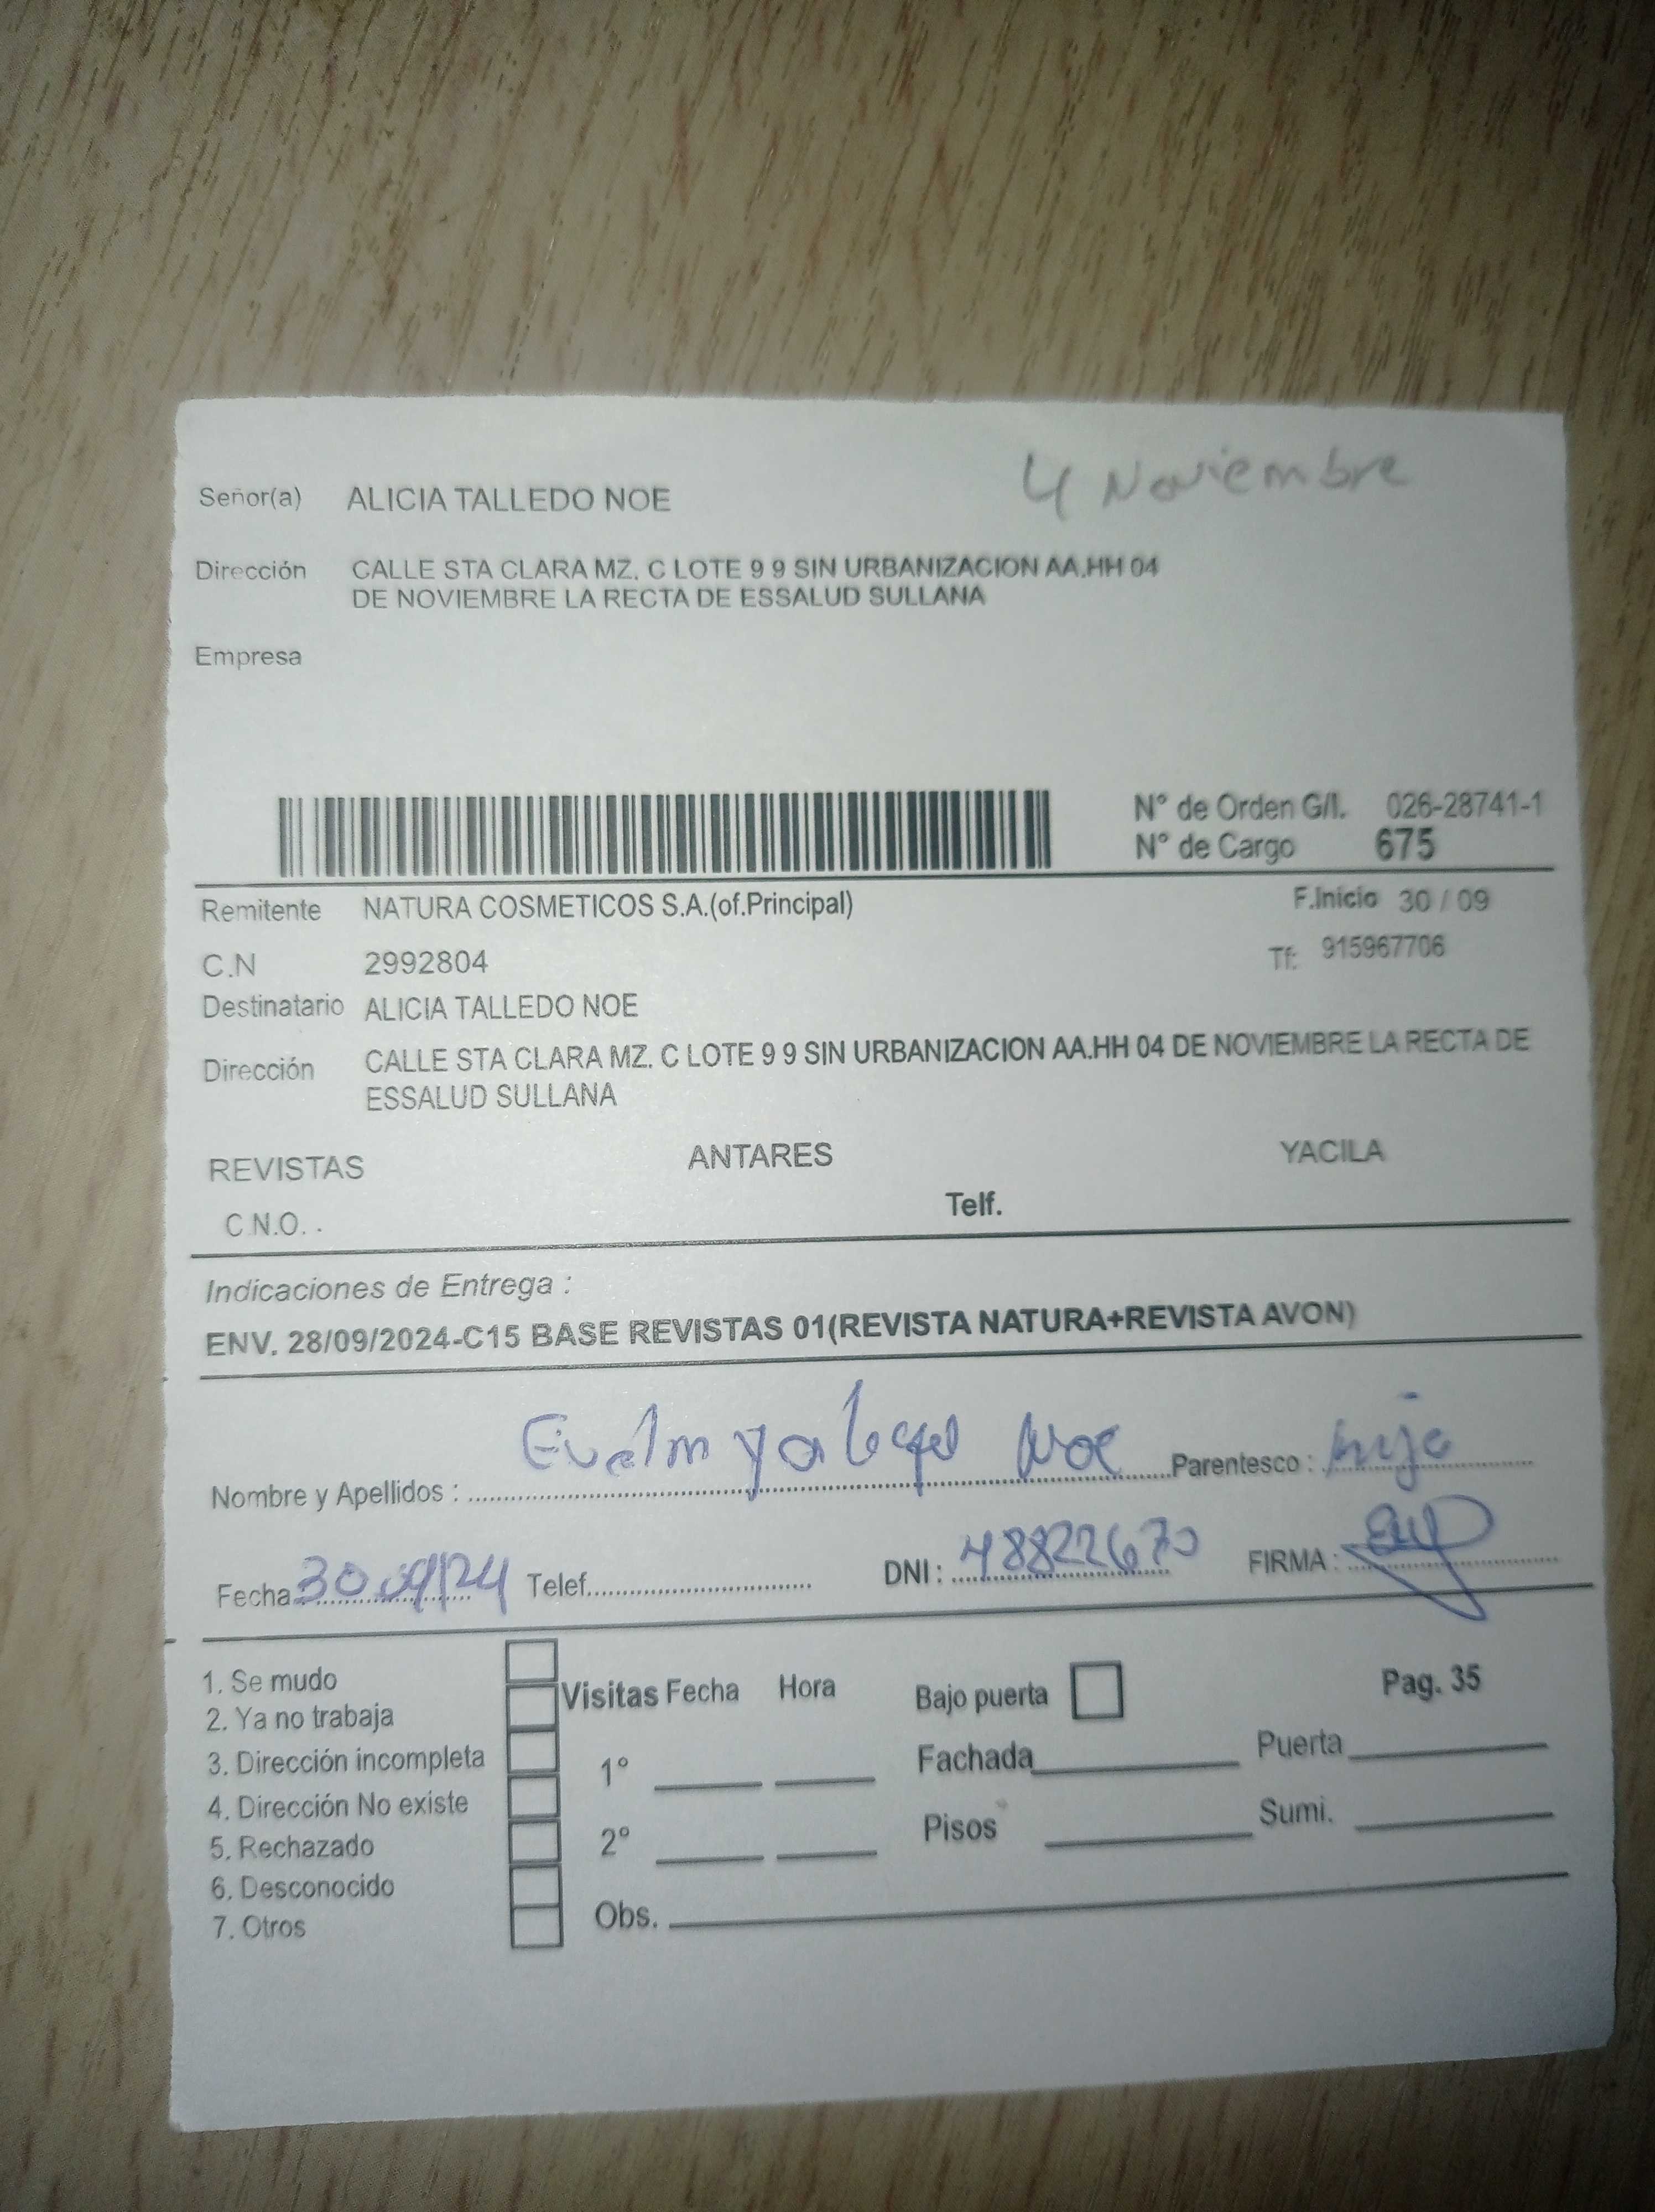 4 Noviembre
Señor(a) ALICIA TALLEDO NOE
Dirección CALLE STA CLARA MZ. C LOTE 9 9 SIN URBANIZACION AA.HH 04
DE NOVIEMBRE LA RECTA DE ESSALUD SULLANA
Empresa
N° de Orden G/I. 026-28741-1
N° de Cargo 675
Remitente NATURA COSMETICOS S.A.(of.Principal) F.Inicio 30 / 09
C.N 2992804 Tf: 915967706
Destinatario ALICIA TALLEDO NOE
Dirección CALLE STA CLARA MZ. C LOTE 9 9 SIN URBANIZACION AA.HH 04 DE NOVIEMBRE LA RECTA DE
ESSALUD SULLANA
REVISTAS ANTARES YACILA
C.N.O. . Telf.
Indicaciones de Entrega :
ENV. 28/09/2024-C15 BASE REVISTAS 01(REVISTA NATURA+REVISTA AVON)
Nombre y Apellidos : Noe Parentesco : hija
Fecha 30/09/24 Telef. DNI : 48822670 FIRMA :
1. Se mudo
2. Ya no trabaja
3. Dirección incompleta
4. Dirección No existe
5. Rechazado
6. Desconocido
7. Otros
Visitas Fecha Hora Bajo puerta Pag. 35
1° Fachada Puerta
2° Pisos Sumi.
Obs.